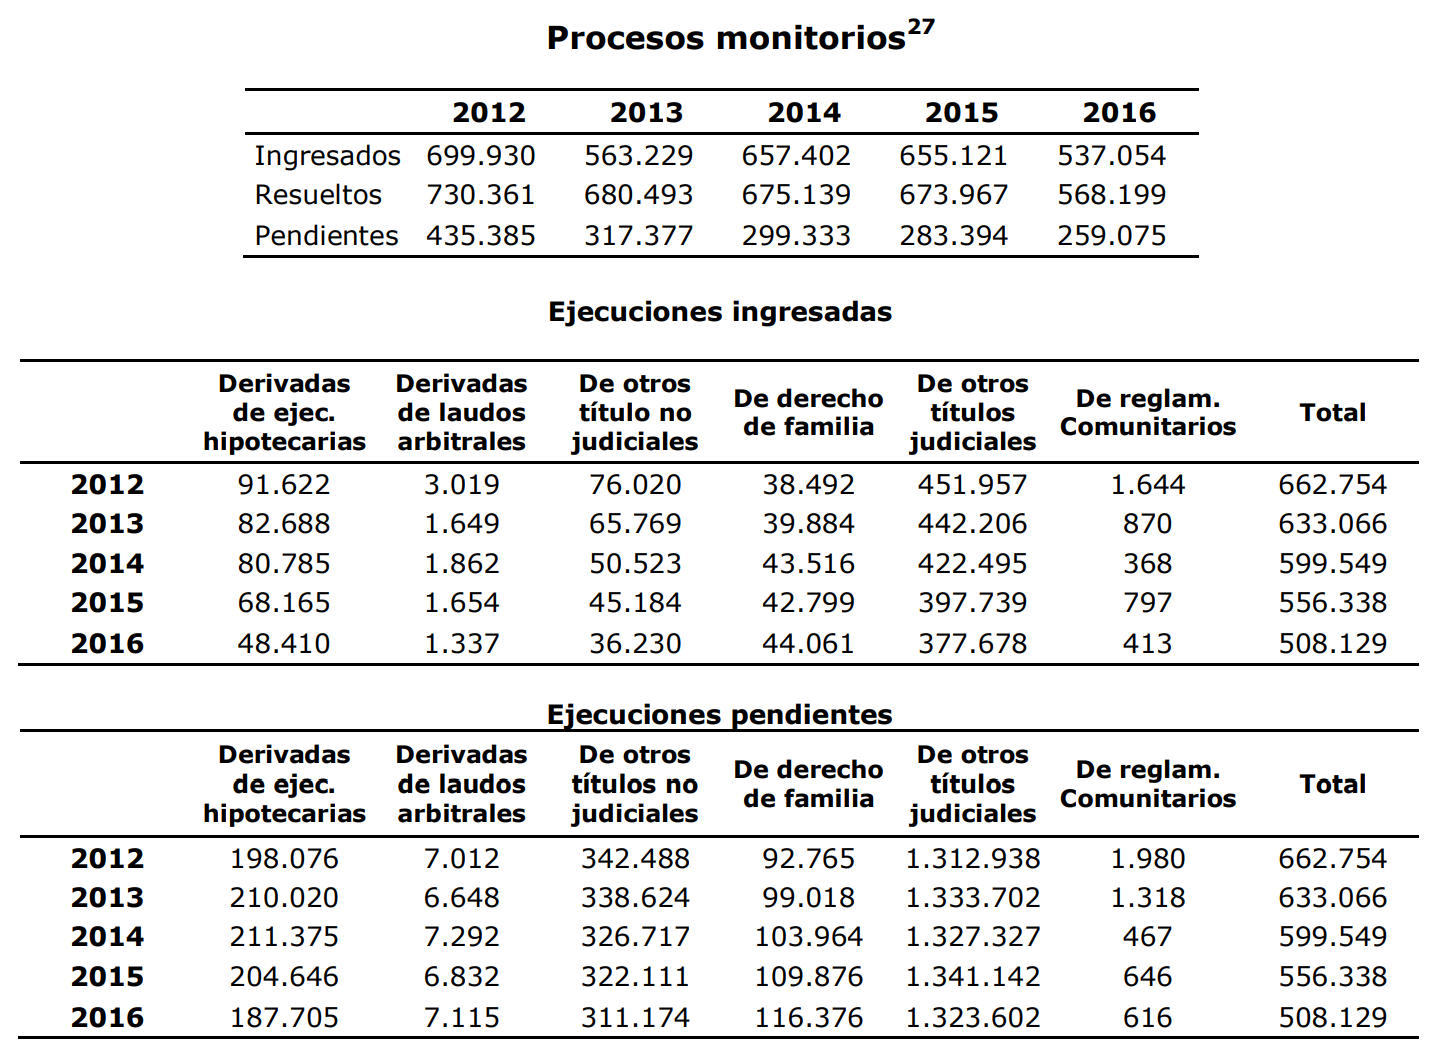 Procesos monitorios27
2012 2013 2014 2015 2016
Ingresados 699.930 563.229 657.402 655.121 537.054
Resueltos 730.361 680.493 675.139 673.967 568.199
Pendientes 435.385 317.377 299.333 283.394 259.075
Ejecuciones ingresadas
Derivadas Derivadas De otros De derecho De otros De reglam. Total
de ejec. de laudos título no de familia títulos Comunitarios
hipotecarias arbitrales judiciales judiciales
2012 91.622 3.019 76.020 38.492 451.957 1.644 662.754
2013 82.688 1.649 65.769 39.884 442.206 870 633.066
2014 80.785 1.862 50.523 43.516 422.495 368 599.549
2015 68.165 1.654 45.184 42.799 397.739 797 556.338
2016 48.410 1.337 36.230 44.061 377.678 413 508.129
Ejecuciones pendientes
Derivadas Derivadas De otros De derecho De otros De reglam. Total
de ejec. de laudos títulos no de familia títulos Comunitarios
hipotecarias arbitrales judiciales judiciales
2012 198.076 7.012 342.488 92.765 1.312.938 1.980 662.754
2013 210.020 6.648 338.624 99.018 1.333.702 1.318 633.066
2014 211.375 7.292 326.717 103.964 1.327.327 467 599.549
2015 204.646 6.832 322.111 109.876 1.341.142 646 556.338
2016 187.705 7.115 311.174 116.376 1.323.602 616 508.129